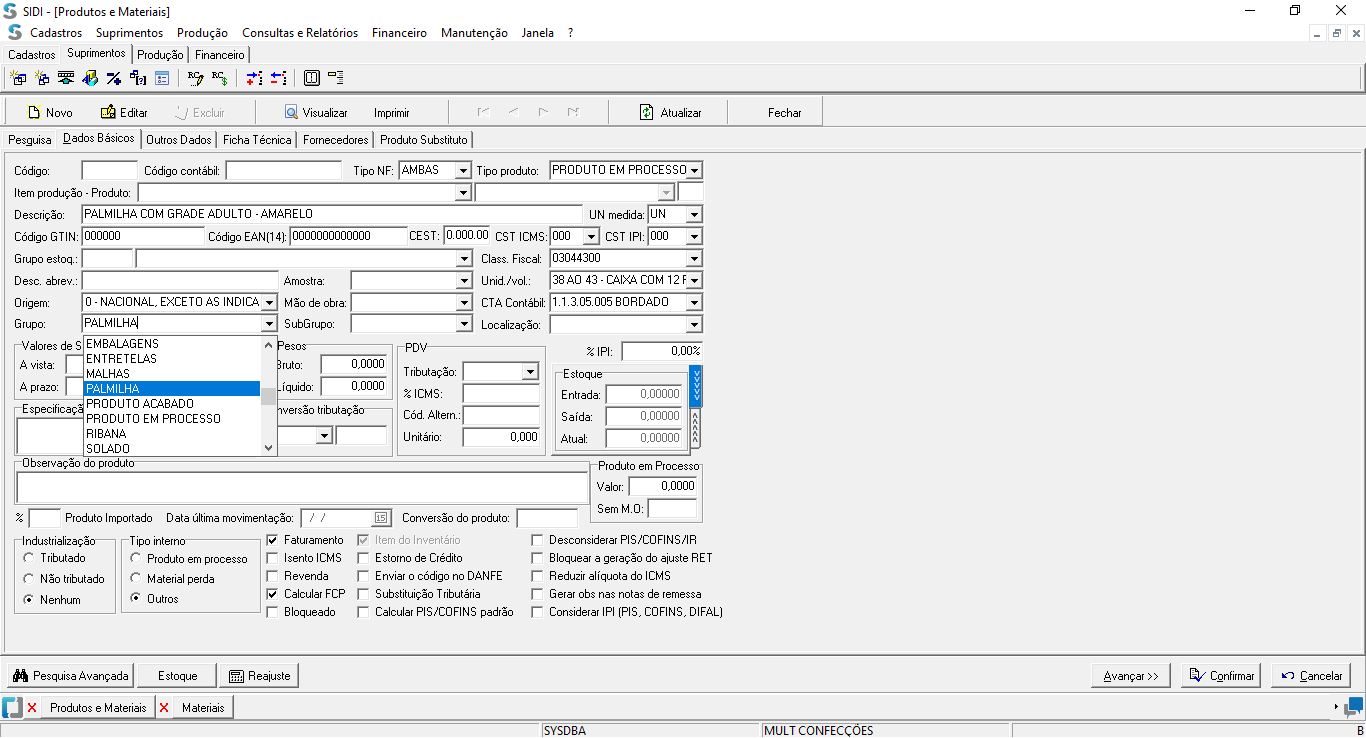 SIDI - [Produtos e Materiais]
Cadastros Suprimentos Produção Consultas e Relatórios Financeiro Manutenção Janela ?
Cadastros Suprimentos Produção Financeiro
Novo Editar Excluir Visualizar Imprimir Atualizar Fechar
Pesquisa Dados Básicos Outros Dados Ficha Técnica Fornecedores Produto Substituto
Código: Código contábil: Tipo NF: AMBAS Tipo produto: PRODUTO EM PROCESSO
Item produção - Produto:
Descrição: PALMILHA COM GRADE ADULTO - AMARELO UN medida: UN
Código GTIN: 000000 Código EAN(14): 0000000000000 CEST: 0.000.00 CST ICMS: 000 CST IPI: 000
Grupo estoq.: Class. Fiscal: 03044300
Desc. abrev.: Amostra: Unid./vol.: 38 AO 43 - CAIXA COM 12 F
Origem: 0 - NACIONAL, EXCETO AS INDICA Mão de obra: CTA Contábil: 1.1.3.05.005 BORDADO
Grupo: PALMILHA SubGrupo: Localização:
EMBALAGENS
ENTRETELAS
MALHAS
PALMILHA
PRODUTO ACABADO
PRODUTO EM PROCESSO
RIBANA
SOLADO
Valores de S Pesos PDV % IPI: 0,00%
A vista: Bruto: 0,0000 Tributação: Estoque
A prazo: Líquido: 0,0000 % ICMS: Entrada: 0,00000
Especificaçã nversão tributação Cód. Altern.: Saída: 0,00000
Unitário: 0,000 Atual: 0,00000
Observação do produto Produto em Processo
Valor: 0,0000
Sem M.O:
% Produto Importado Data última movimentação: / / 15 Conversão do produto:
Industrialização Tipo interno Faturamento Item do Inventário Desconsiderar PIS/COFINS/IR
Tributado Produto em processo Isento ICMS Estorno de Crédito Bloquear a geração do ajuste RET
Não tributado Material perda Revenda Enviar o código no DANFE Reduzir alíquota do ICMS
Nenhum Outros Calcular FCP Substituição Tributária Gerar obs nas notas de remessa
Bloqueado Calcular PIS/COFINS padrão Considerar IPI (PIS, COFINS, DIFAL)
Pesquisa Avançada Estoque Reajuste Avançar >> Confirmar Cancelar
Produtos e Materiais Materiais
SYSDBA MULT CONFECÇÕES B